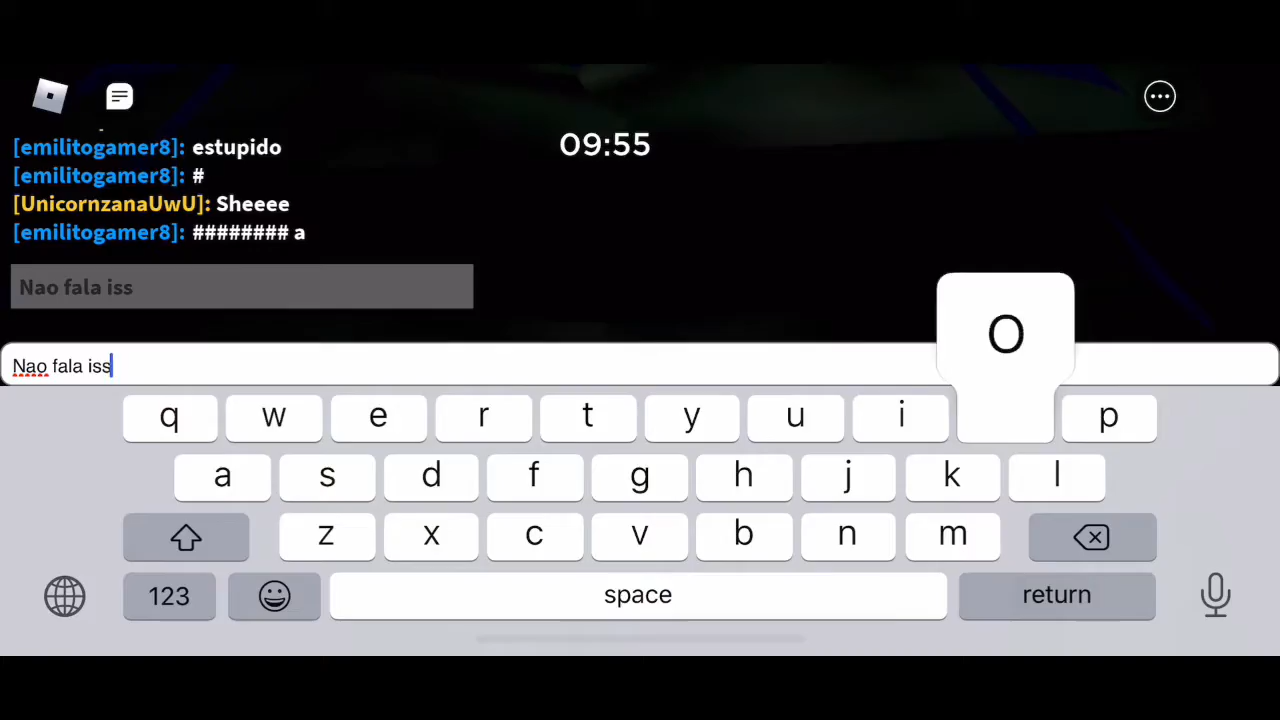 [emilitogamer8]: estupido
09:55
[emilitogamer8]: #
[UnicornzanaUwU]: Sheeee
[emilitogamer8]: ######## a
Nao fala iss
Nao fala iss
q w e r t y u i o p
a s d f g h j k l
z x c v b n m
123 space return